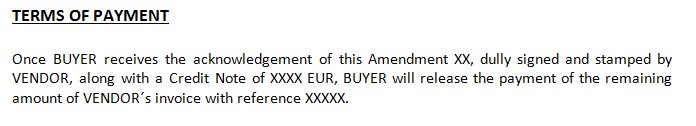 TERMS OF PAYMENT
Once BUYER receives the acknowledgement of this Amendment XX, dully signed and stamped by
VENDOR, along with a Credit Note of XXXX EUR, BUYER will release the payment of the remaining
amount of VENDOR´s invoice with reference XXXXX.